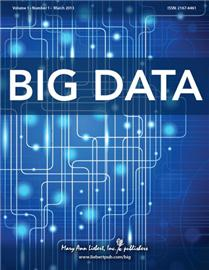 Volume 1 • Number 1 • March 2013 ISSN: 2167-6461
BIG DATA
Mary Ann Liebert, Inc. publishers
www.liebertpub.com/big